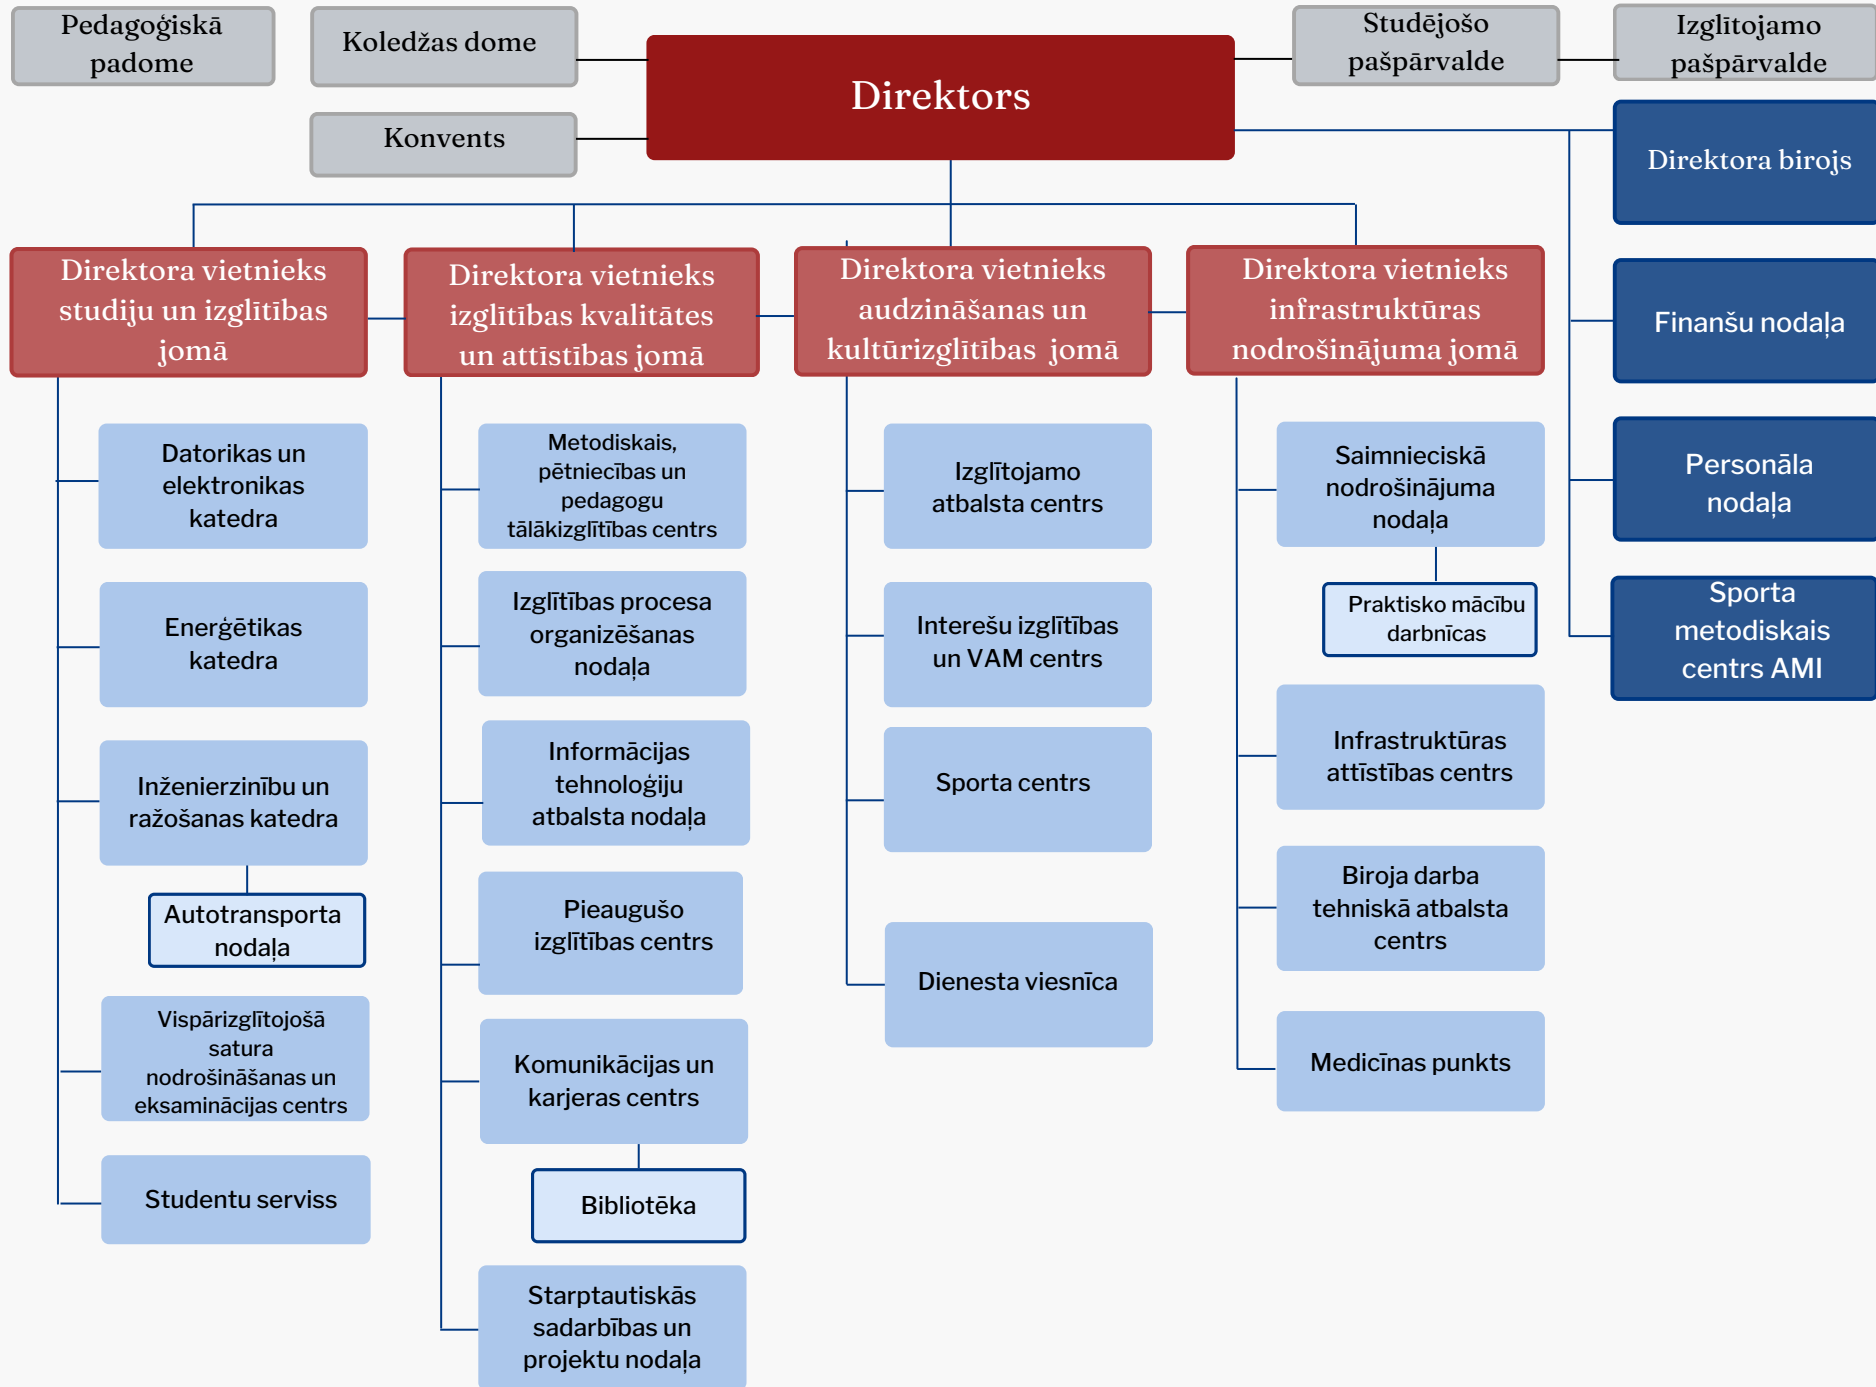 Pedagoģiskā
padome
Koledžas dome
Konvents
Direktors
Studējošo
pašpārvalde
Izglītojamo
pašpārvalde
Direktora birojs
Finanšu nodaļa
Personāla
nodaļa
Sporta
metodiskais
centrs AMI
Direktora vietnieks
studiju un izglītības
jomā
Datorikas un
elektronikas
katedra
Enerģētikas
katedra
Inženierzinību un
ražošanas katedra
Autotransporta
nodaļa
Vispārizglītojošā
satura
nodrošināšanas un
eksaminācijas centrs
Studentu serviss
Direktora vietnieks
izglītības kvalitātes
un attīstības jomā
Metodiskais,
pētniecības un
pedagogu
tālākizglītības centrs
Izglītības procesa
organizēšanas
nodaļa
Informācijas
tehnoloģiju
atbalsta nodaļa
Pieaugušo
izglītības centrs
Komunikācijas un
karjeras centrs
Bibliotēka
Starptautiskās
sadarbības un
projektu nodaļa
Direktora vietnieks
audzināšanas un
kultūrizglītības jomā
Izglītojamo
atbalsta centrs
Interešu izglītības
un VAM centrs
Sporta centrs
Dienesta viesnīca
Direktora vietnieks
infrastruktūras
nodrošinājuma jomā
Saimnieciskā
nodrošinājuma
nodaļa
Praktisko mācību
darbnīcas
Infrastruktūras
attīstības centrs
Biroja darba
tehniskā atbalsta
centrs
Medicīnas punkts